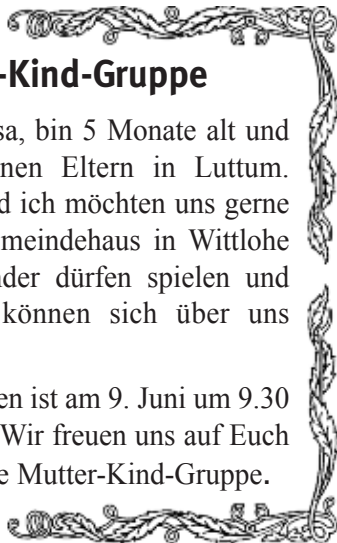 -Kind-Gruppe
sa, bin 5 Monate alt und
nen Eltern in Luttum.
d ich möchten uns gerne
meindehaus in Wittlohe
nder dürfen spielen und
können sich über uns
en ist am 9. Juni um 9.30
Wir freuen uns auf Euch
e Mutter-Kind-Gruppe.